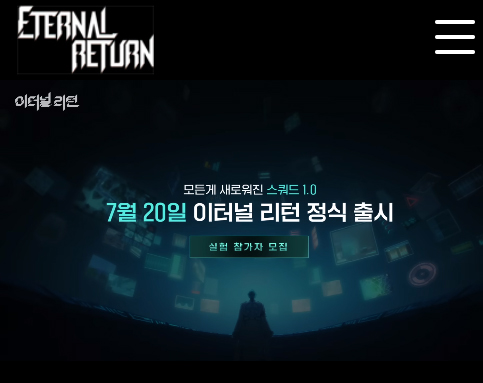 ETERNAL
RETURN
이터널 리턴
모든게 새로워진 스쿼드 1.0
7월 20일 이터널 리턴 정식 출시
실험 참가자 모집